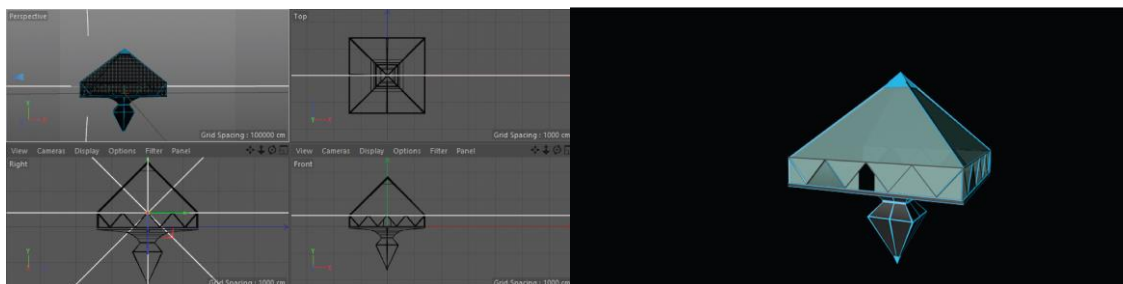 Perspective
Grid Spacing : 100000 cm
Top
Grid Spacing : 1000 cm
View Cameras Display Options Filter Panel
Right
Grid Spacing : 1000 cm
View Cameras Display Options Filter Panel
Front
Grid Spacing : 1000 cm